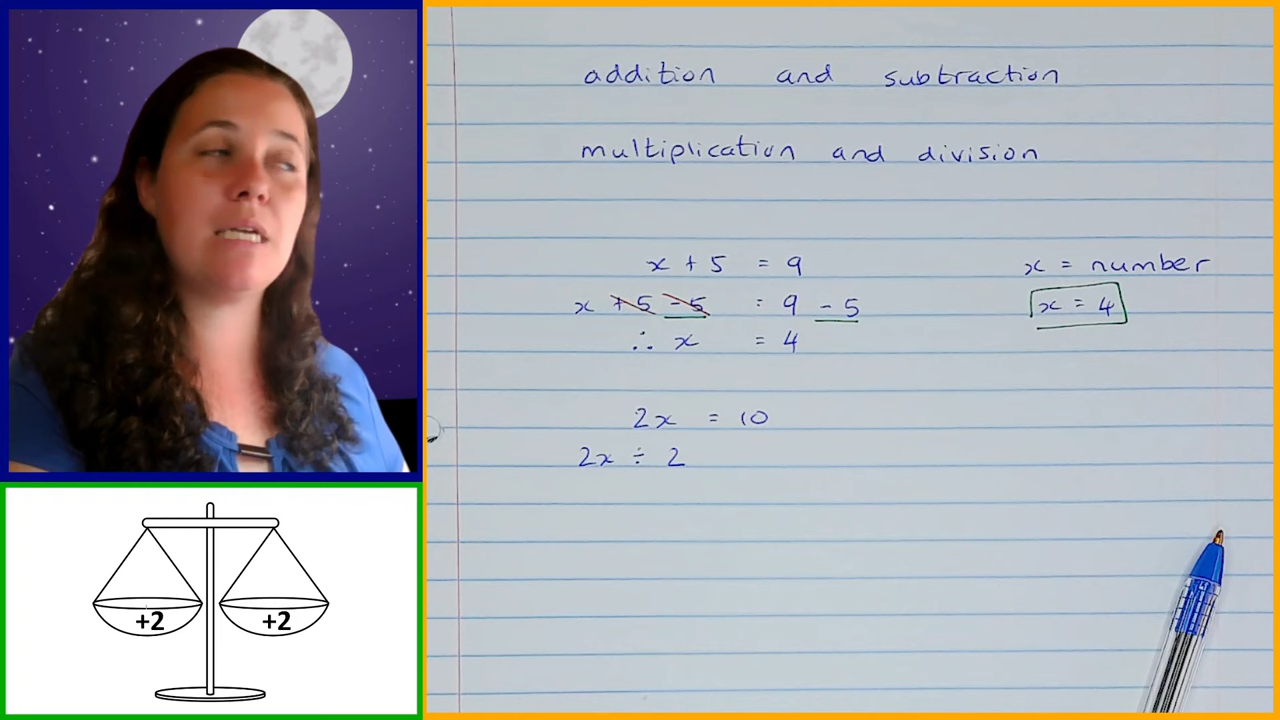 addition and subtraction
multiplication and division
x + 5 = 9
x = number
x + 5 - 5 = 9 - 5
x = 4
∴ x = 4
2x = 10
2x ÷ 2
+2 +2